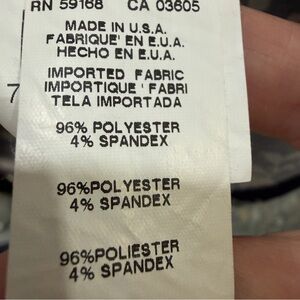 RN 59168 CA 03605
MADE IN U.S.A.
FABRIQUE' EN E.U.A.
HECHO EN E.U.A.
IMPORTED FABRIC
7 IMPORTIQUE ' FABRI
TELA IMPORTADA
96% POLYESTER
4% SPANDEX
96%POLYESTER
4% SPANDEX
96%POLIESTER
4% SPANDEX